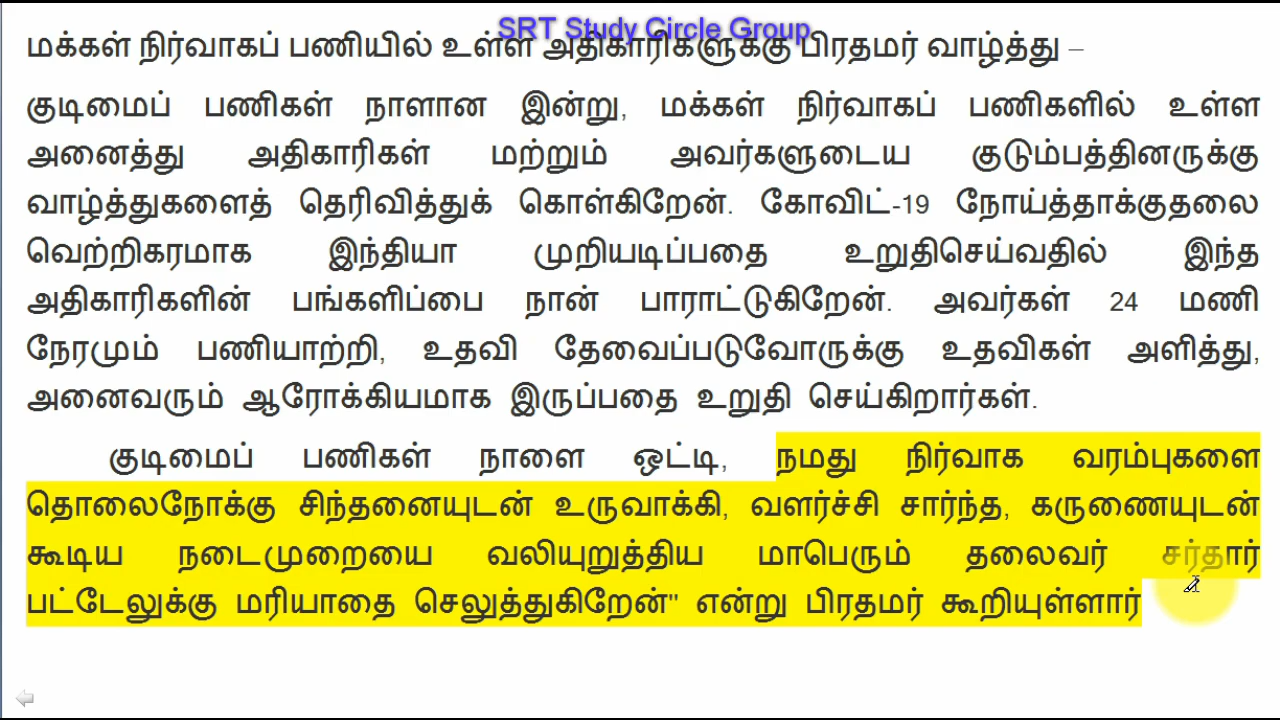 SRT Study Circle Group
மக்கள் நிர்வாகப் பணியில் உள்ள அதிகாரிகளுக்கு பிரதமர் வாழ்த்து –
குடிமைப் பணிகள் நாளான இன்று, மக்கள் நிர்வாகப் பணிகளில் உள்ள
அனைத்து அதிகாரிகள் மற்றும் அவர்களுடைய குடும்பத்தினருக்கு
வாழ்த்துகளைத் தெரிவித்துக் கொள்கிறேன். கோவிட்-19 நோய்த்தாக்குதலை
வெற்றிகரமாக இந்தியா முறியடிப்பதை உறுதிசெய்வதில் இந்த
அதிகாரிகளின் பங்களிப்பை நான் பாராட்டுகிறேன். அவர்கள் 24 மணி
நேரமும் பணியாற்றி, உதவி தேவைப்படுவோருக்கு உதவிகள் அளித்து,
அனைவரும் ஆரோக்கியமாக இருப்பதை உறுதி செய்கிறார்கள்.
குடிமைப் பணிகள் நாளை ஒட்டி, நமது நிர்வாக வரம்புகளை
தொலைநோக்கு சிந்தனையுடன் உருவாக்கி, வளர்ச்சி சார்ந்த, கருணையுடன்
கூடிய நடைமுறையை வலியுறுத்திய மாபெரும் தலைவர் சர்தார்
பட்டேலுக்கு மரியாதை செலுத்துகிறேன்" என்று பிரதமர் கூறியுள்ளார்